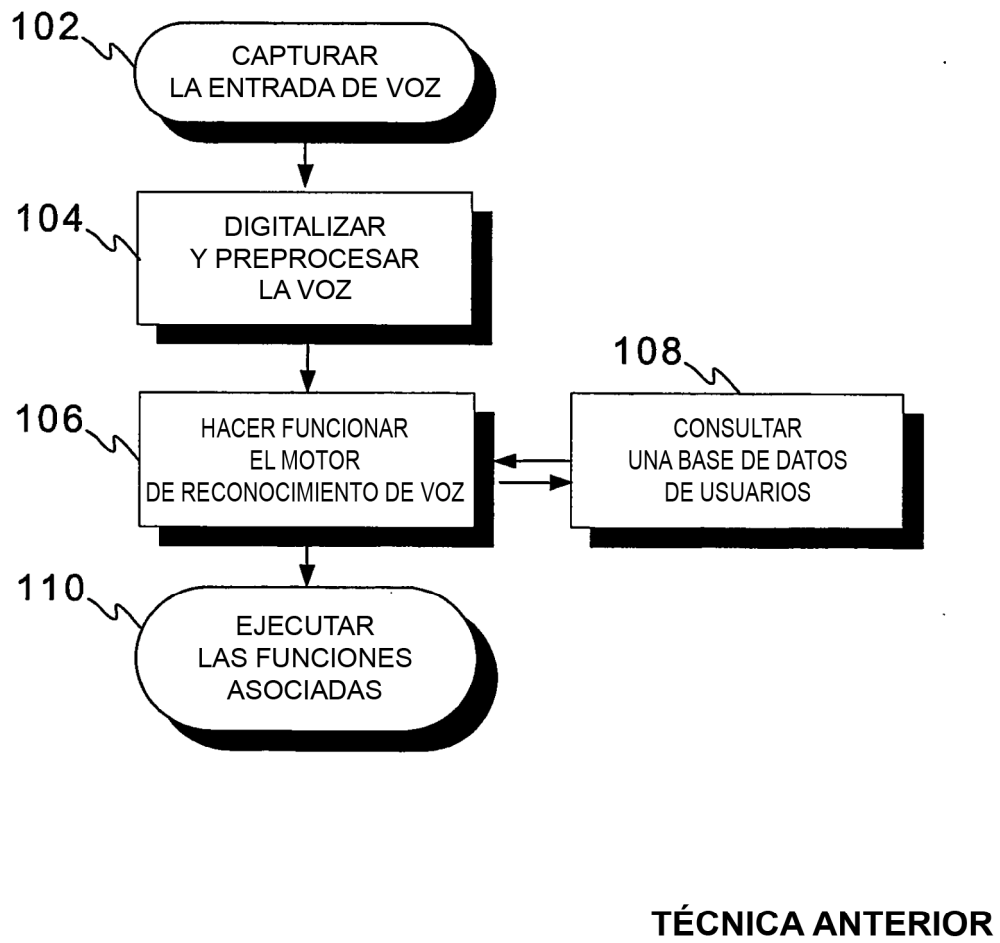 102
CAPTURAR
LA ENTRADA DE VOZ
104
DIGITALIZAR
Y PREPROCESAR
LA VOZ
106
HACER FUNCIONAR
EL MOTOR
DE RECONOCIMIENTO DE VOZ
108
CONSULTAR
UNA BASE DE DATOS
DE USUARIOS
110
EJECUTAR
LAS FUNCIONES
ASOCIADAS
TÉCNICA ANTERIOR